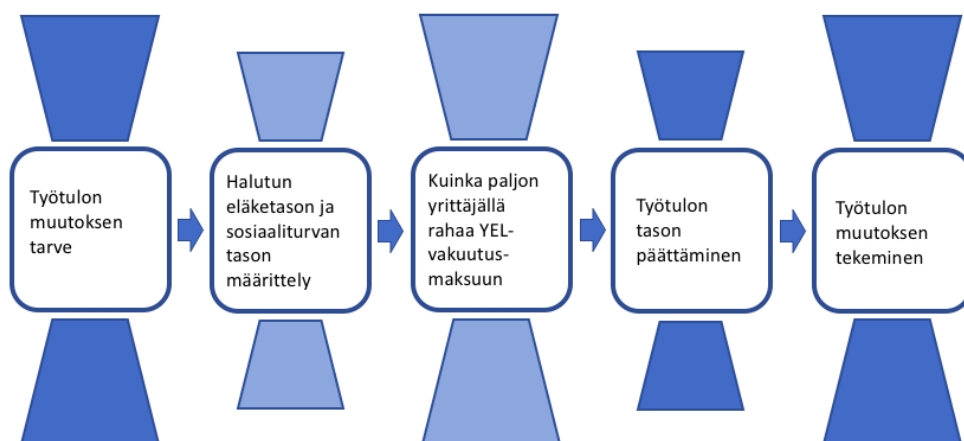 Työtulon
muutoksen
tarve
Halutun
eläketason ja
sosiaaliturvan
tason
määrittely
Kuinka paljon
yrittäjällä
rahaa YEL-
vakuutus-
maksuun
Työtulon
tason
päättäminen
Työtulon
muutoksen
tekeminen